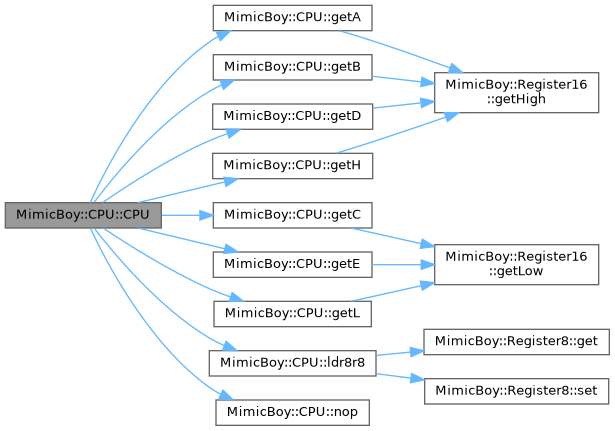 MimicBoy::CPU::CPU
MimicBoy::CPU::getA
MimicBoy::CPU::getB
MimicBoy::CPU::getD
MimicBoy::CPU::getH
MimicBoy::CPU::getC
MimicBoy::CPU::getE
MimicBoy::CPU::getL
MimicBoy::CPU::ldr8r8
MimicBoy::CPU::nop
MimicBoy::Register16
::getHigh
MimicBoy::Register16
::getLow
MimicBoy::Register8::get
MimicBoy::Register8::set